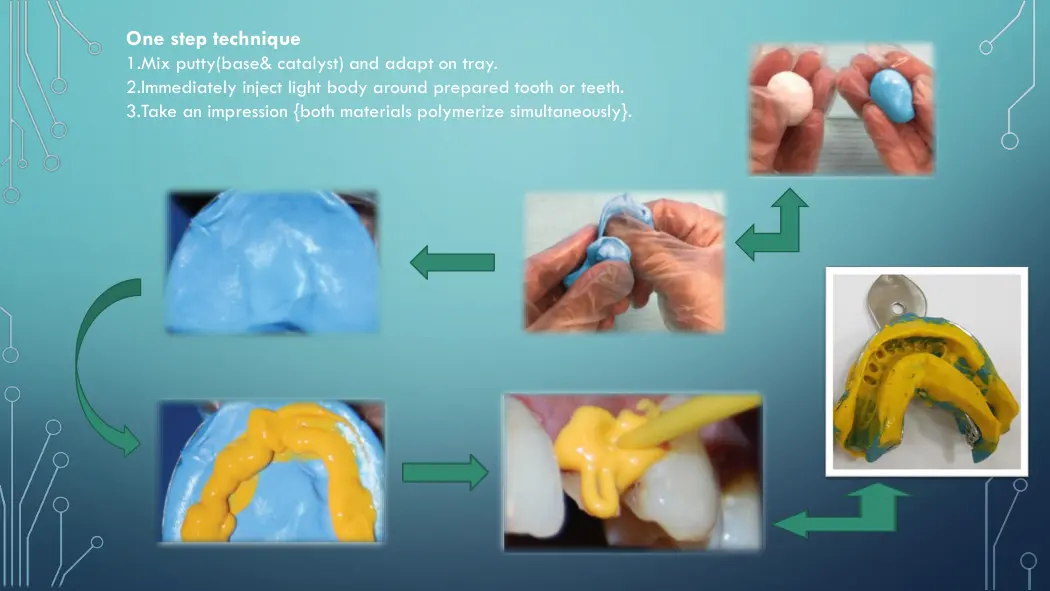 One step technique
1.Mix putty(base& catalyst) and adapt on tray.
2.Immediately inject light body around prepared tooth or teeth.
3.Take an impression {both materials polymerize simultaneously}.